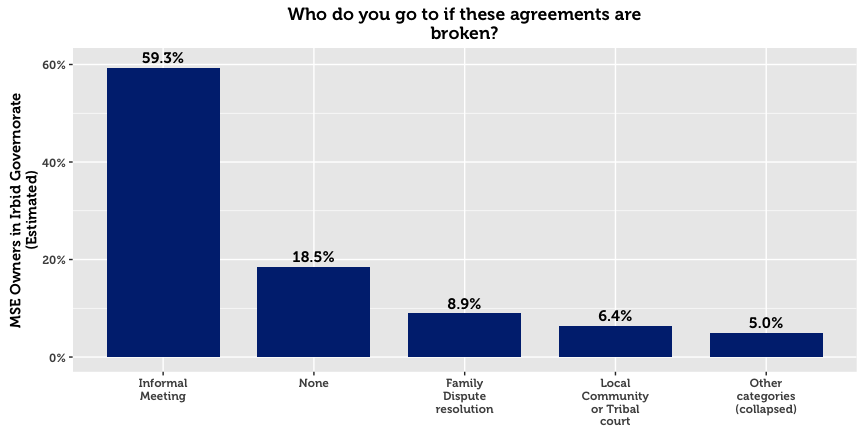 Who do you go to if these agreements are
broken?
MSE Owners in Irbid Governorate
(Estimated)
60%
40%
20%
0%
59.3%
18.5%
8.9%
6.4%
5.0%
Informal
Meeting
None
Family
Dispute
resolution
Local
Community
or Tribal
court
Other
categories
(collapsed)